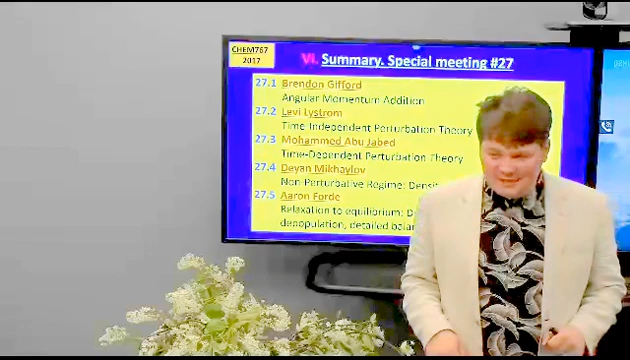 CHEM767
2017
VI. Summary. Special meeting #27
27.1 Brendon Gifford
Angular Momentum Addition
27.2 Levi Lystrom
Time-Independent Perturbation Theory
27.3 Mohammed Abu Jabed
Time-Dependent Perturbation Theory
27.4 Deyan Mikhaylov
Non-Perturbative Regime:
27.5 Aaron Forde
Relaxation to equilibrium:
depopulation, detailed